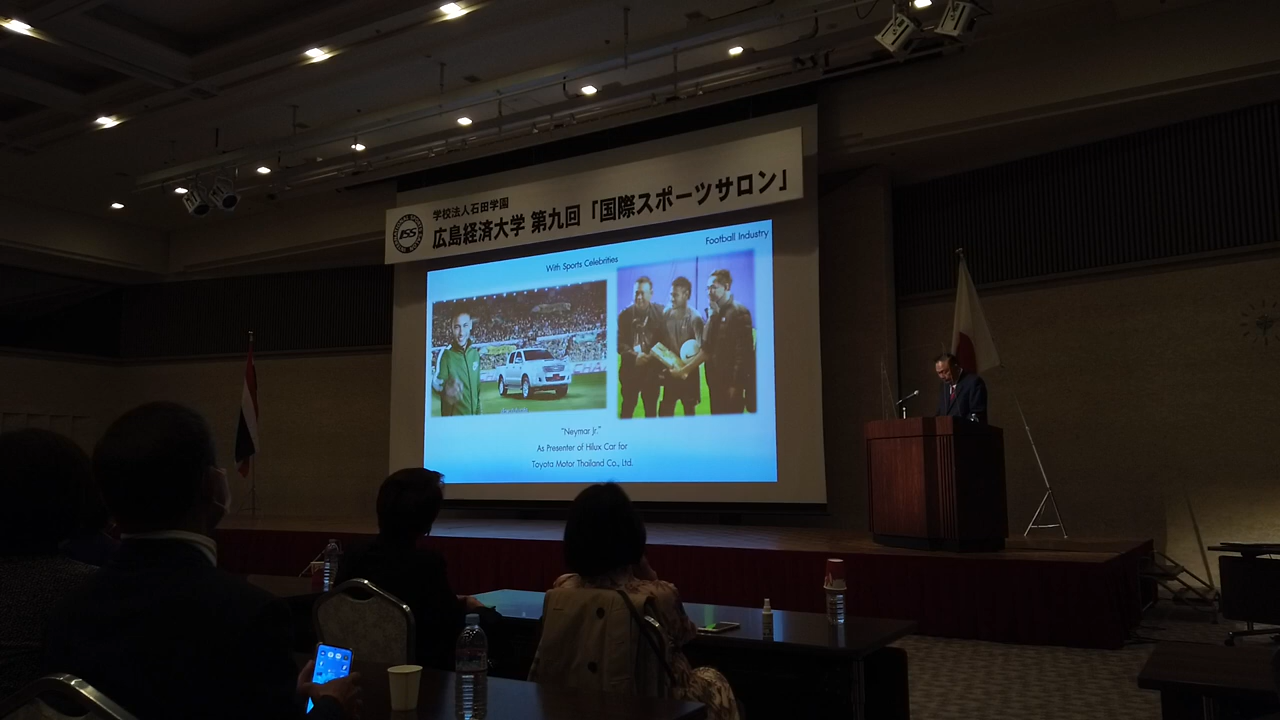 学校法人石田学園
広島経済大学 第九回「国際スポーツサロン」
ISS
Football Industry
With Sports Celebrities
"Neymar Jr."
As Presenter of Hilux Car for
Toyota Motor Thailand Co., Ltd.